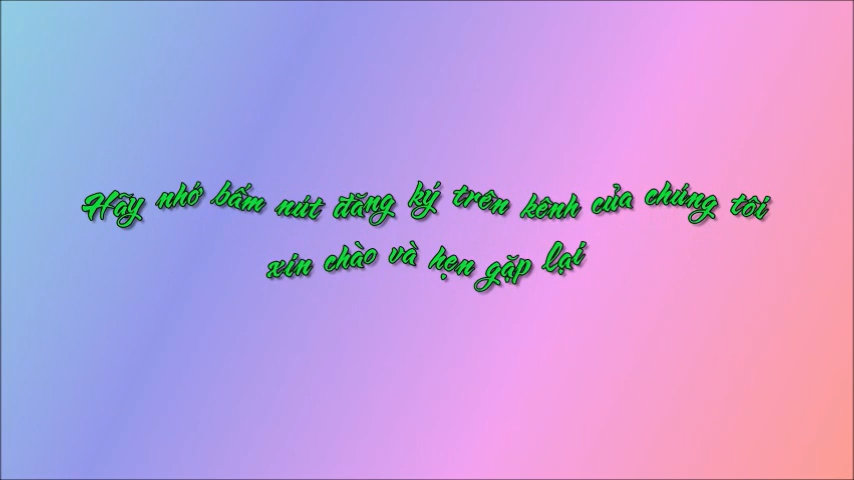 Hãy nhớ bấm nút đăng ký trên kênh của chúng tôi
xin chào và hẹn gặp lại